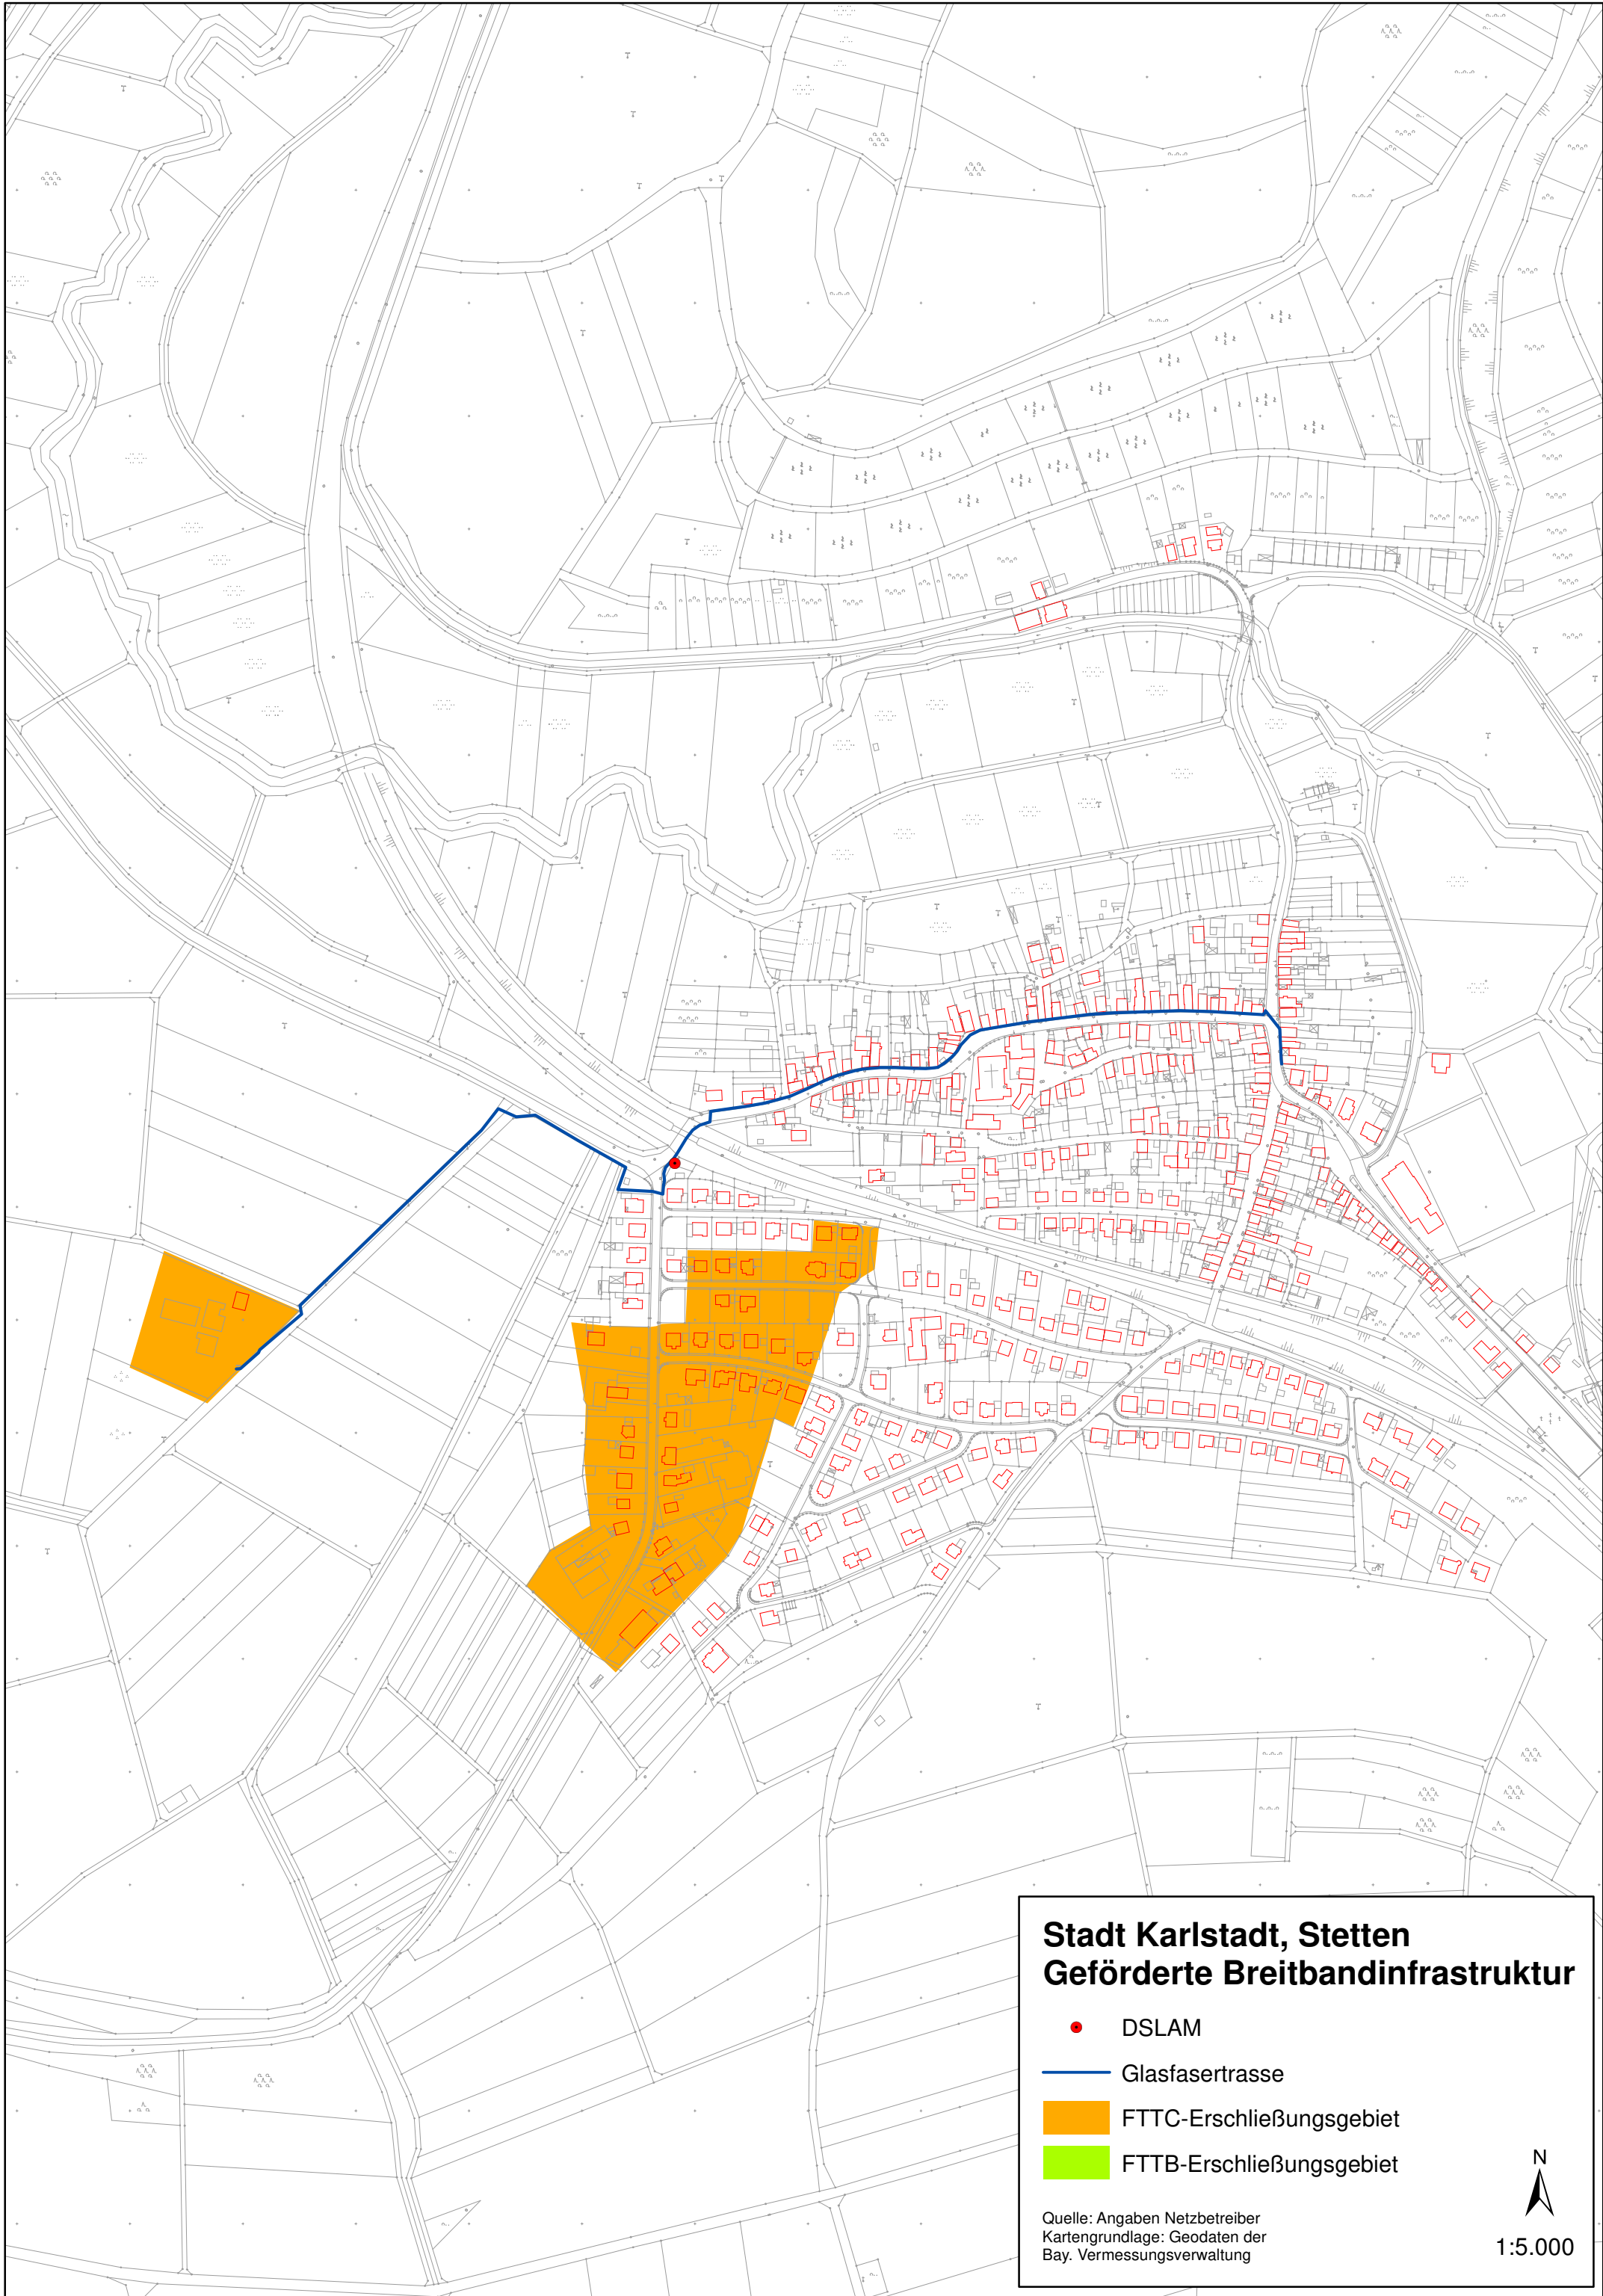 Stadt Karlstadt, Stetten
Geförderte Breitbandinfrastruktur
DSLAM
Glasfasertrasse
FTTC-Erschließungsgebiet
FTTB-Erschließungsgebiet
N
Quelle: Angaben Netzbetreiber
Kartengrundlage: Geodaten der
Bay. Vermessungsverwaltung
1:5.000